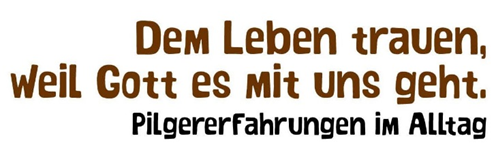 Dem Leben trauen,
weil Gott es mit uns geht.
Pilgererfahrungen im Alltag